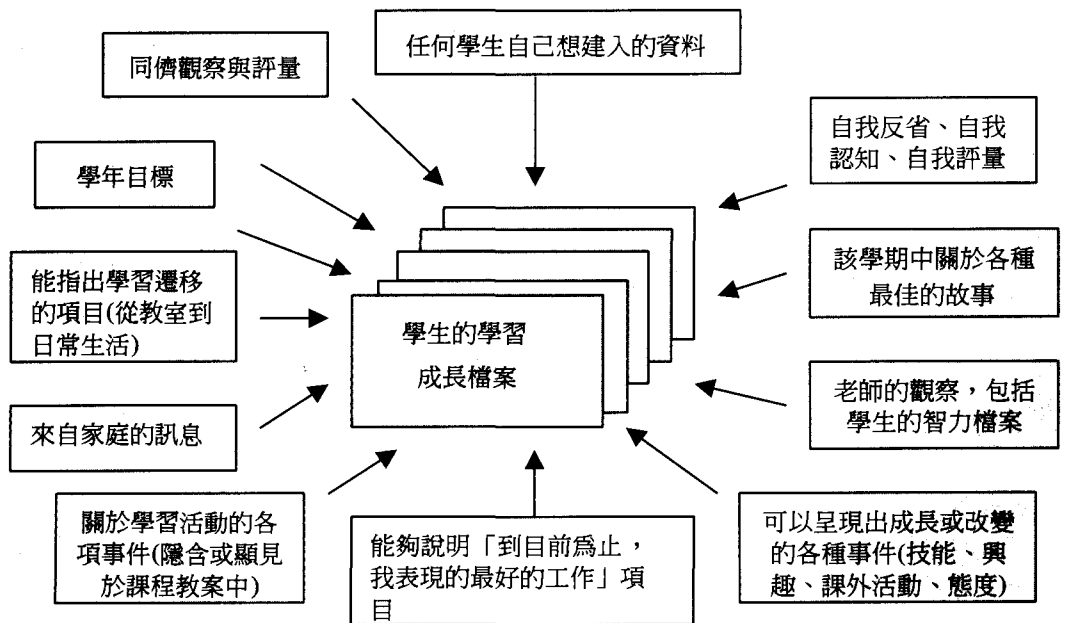 任何學生自己想建入的資料
同儕觀察與評量
自我反省、自我
認知、自我評量
學年目標
能指出學習遷移
的項目(從教室到
日常生活)
該學期中關於各種
最佳的故事
學生的學習
成長檔案
老師的觀察，包括
學生的智力檔案
來自家庭的訊息
關於學習活動的各
項事件(隱含或顯見
於課程教案中)
能夠說明「到目前爲止，
我表現的最好的工作」項
目
可以呈現出成長或改變
的各種事件(技能、興
趣、課外活動、態度)